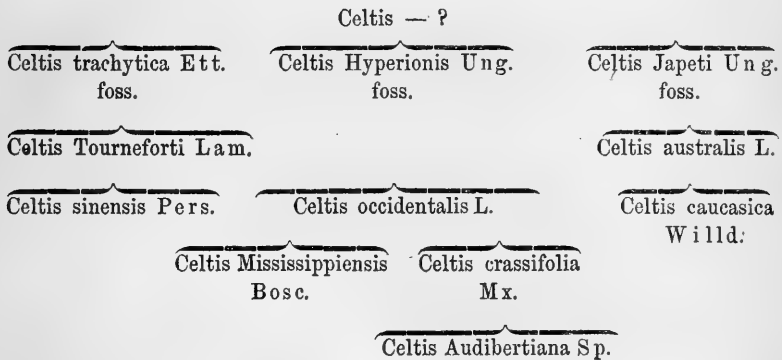 Celtis — ?
Celtis trachytica Ett. Celtis Hyperionis Ung. Celtis Japeti Ung.
foss. foss. foss.
Celtis Tourneforti Lam. Celtis australis L.
Celtis sinensis Pers. Celtis occidentalis L. Celtis caucasica
Willd.
Celtis Mississippiensis Celtis crassifolia
Bosc. Mx.
Celtis Audibertiana Sp.